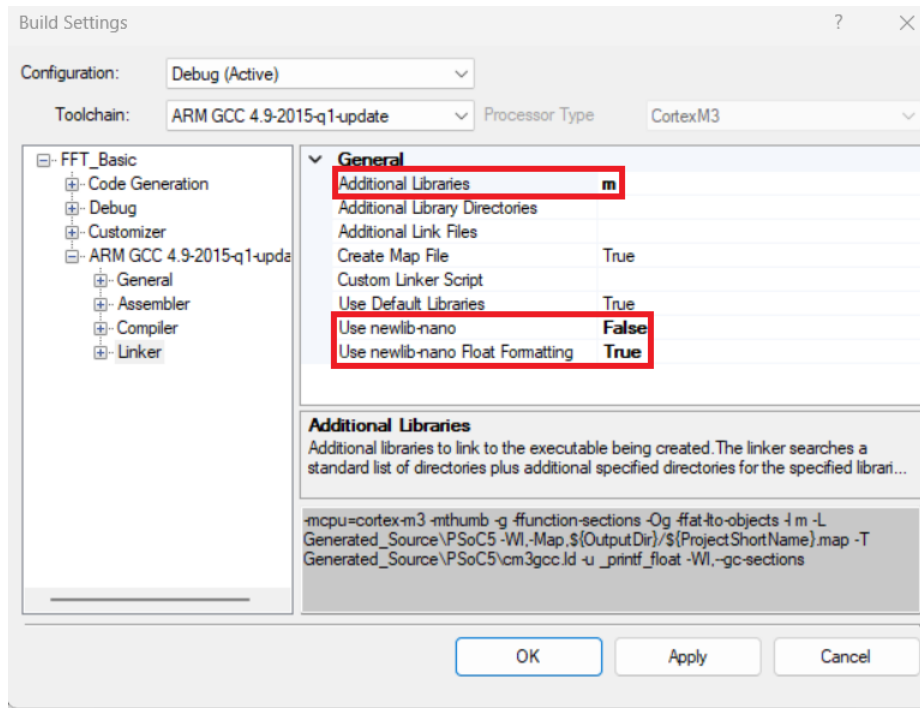 Build Settings ?
Configuration: Debug (Active)
Toolchain: ARM GCC 4.9-2015-q1-update Processor Type CortexM3
FFT_Basic
Code Generation
Debug
Customizer
ARM GCC 4.9-2015-q1-upda
General
Assembler
Compiler
Linker
General
Additional Libraries m
Additional Library Directories
Additional Link Files
Create Map File True
Custom Linker Script
Use Default Libraries True
Use newlib-nano False
Use newlib-nano Float Formatting True
Additional Libraries
Additional libraries to link to the executable being created.The linker searches a
standard list of directories plus additional specified directories for the specified librari...
-mcpu=cortex-m3 -mthumb -g -ffunction-sections -Og -ffat-lto-objects -l m -L
Generated_Source\PSoC5 -Wl,-Map,${OutputDir}/${ProjectShortName}.map -T
Generated_Source\PSoC5\cm3gcc.ld -u _printf_float -Wl,--gc-sections
OK Apply Cancel